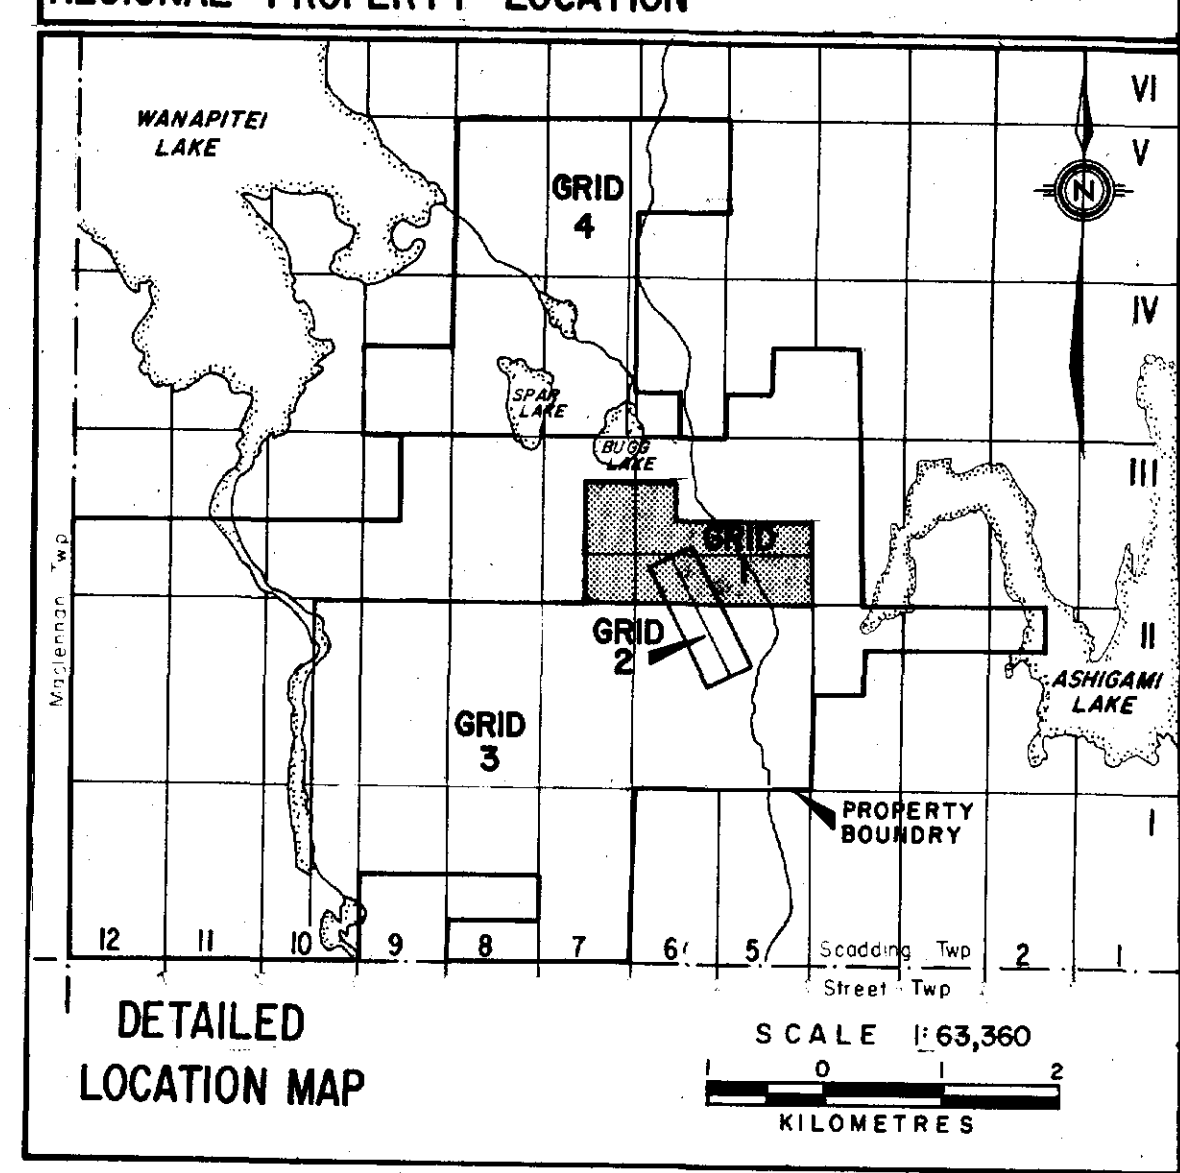 REGIONAL PROPERTY LOCATION
WANAPITEI
LAKE
VI
V
N
GRID
4
IV
SPAR
LAKE
BUGG
LAKE
III
GRID
1
Maclennan Twp
GRID
2
II
ASHIGAMI
LAKE
GRID
3
PROPERTY
BOUNDRY
I
12 11 10 9 8 7 6 5 Scadding Twp 2 1
Street Twp
DETAILED
LOCATION MAP
SCALE 1:63,360
1 0 1 2
KILOMETRES